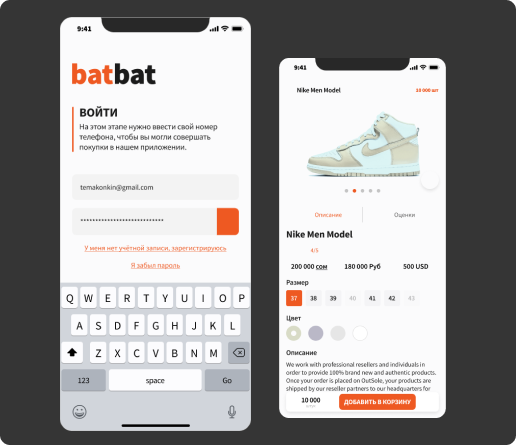 9:41
batbat
ВОЙТИ
На этом этапе нужно ввести свой номер
телефона, чтобы вы могли совершать
покупки в нашем приложении.
temakonkin@gmail.com
У меня нет учётной записи, зарегистрируюсь
Я забыл пароль
Q W E R T Y U I O P
A S D F G H J K L
Z X C V B N M
123 space Go
9:41
Nike Men Model
10 000 шт
Описание Оценки
Nike Men Model
4/5
200 000 сом 180 000 Руб 500 USD
Размер
37 38 39 40 41 42 43
Цвет
Описание
We work with professional resellers and individuals in
order to provide 100% brand new and authentic products.
Once your order is placed on OutSole, your products are
shipped by our reseller partners to our headquarters for
10 000
ДОБАВИТЬ В КОРЗИНУ